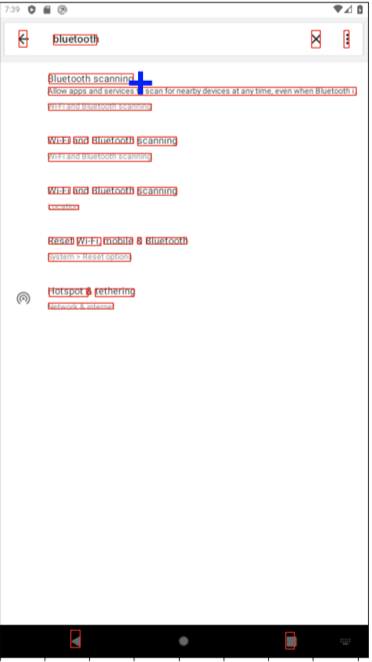 7:39
bluetooth
Bluetooth scanning
Allow apps and services to scan for nearby devices at any time, even when Bluetooth i.
Wi-Fi and Bluetooth scanning
Wi-Fi and Bluetooth scanning
Wi-Fi and Bluetooth scanning
Wi-Fi and Bluetooth scanning
Location
Reset Wi-Fi, mobile & Bluetooth
System > Reset options
Hotspot & tethering
Network & internet